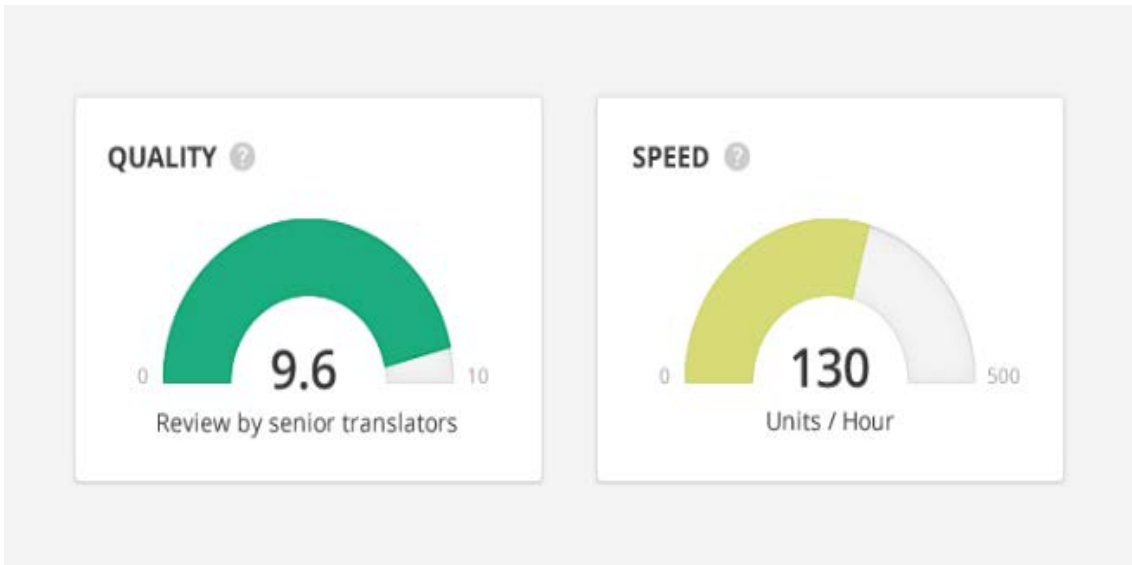 QUALITY ?
9.6
0
10
Review by senior translators
SPEED ?
130
0
500
Units / Hour